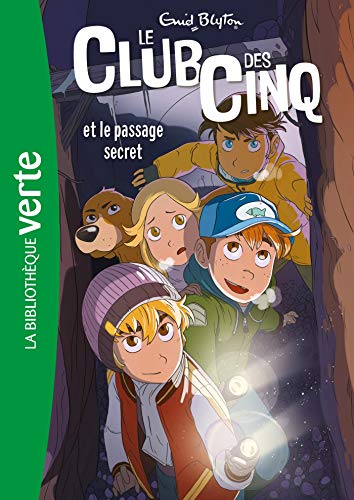 Enid Blyton
LE
CLUB
DES
CINQ
et le passage
secret
LA BIBLIOTHÈQUE verte